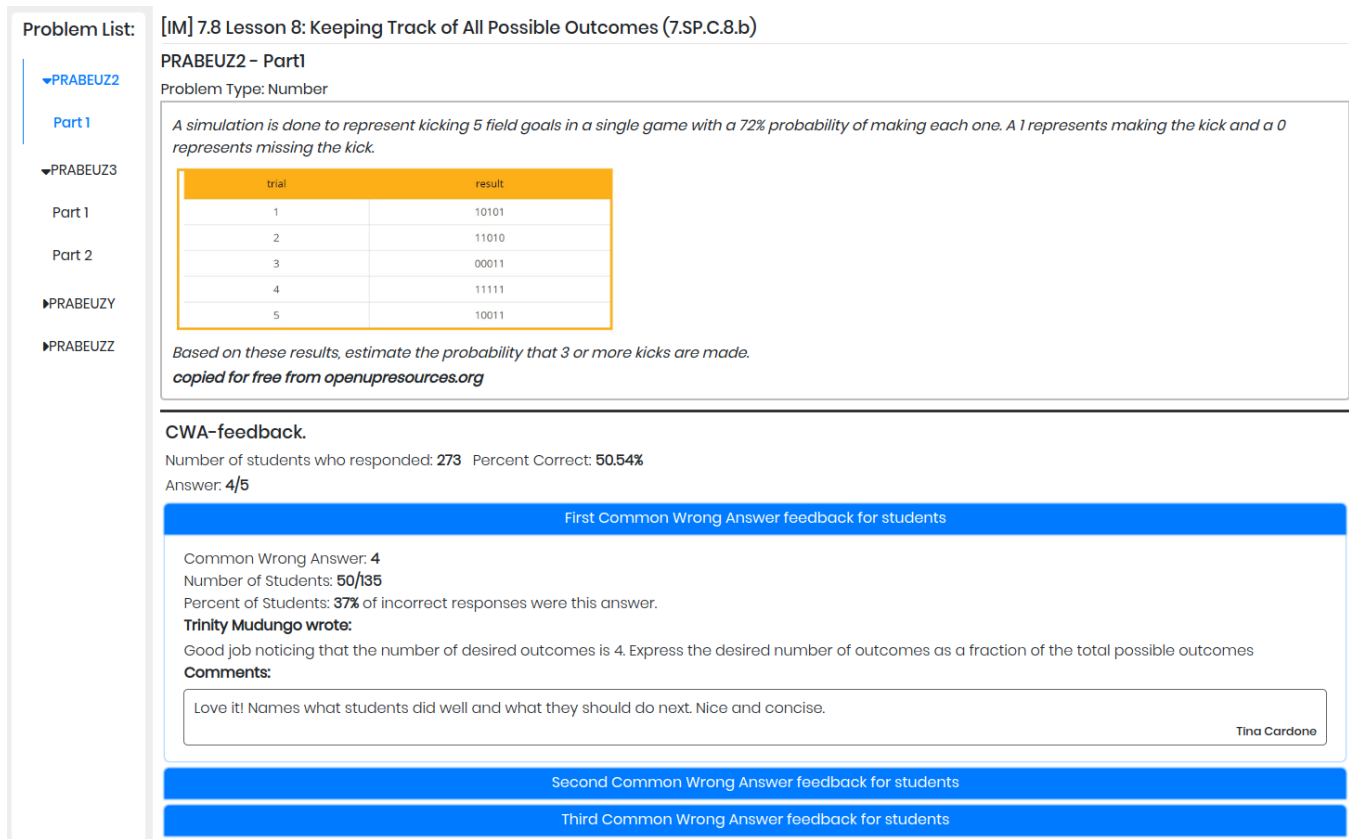 Problem List:
PRABEUZ2
Part 1
PRABEUZ3
Part 1
Part 2
PRABEUZY
PRABEUZZ
[IM] 7.8 Lesson 8: Keeping Track of All Possible Outcomes (7.SP.C.8.b)
PRABEUZ2 - Part1
Problem Type: Number
A simulation is done to represent kicking 5 field goals in a single game with a 72% probability of making each one. A 1 represents making the kick and a 0
represents missing the kick.
trial result
1 10101
2 11010
3 00011
4 11111
5 10011
Based on these results, estimate the probability that 3 or more kicks are made.
copied for free from openupresources.org
CWA-feedback.
Number of students who responded: 273 Percent Correct: 50.54%
Answer: 4/5
First Common Wrong Answer feedback for students
Common Wrong Answer: 4
Number of Students: 50/135
Percent of Students: 37% of incorrect responses were this answer.
Trinity Mudungo wrote:
Good job noticing that the number of desired outcomes is 4. Express the desired number of outcomes as a fraction of the total possible outcomes
Comments:
Love it! Names what students did well and what they should do next. Nice and concise.
Tina Cardone
Second Common Wrong Answer feedback for students
Third Common Wrong Answer feedback for students